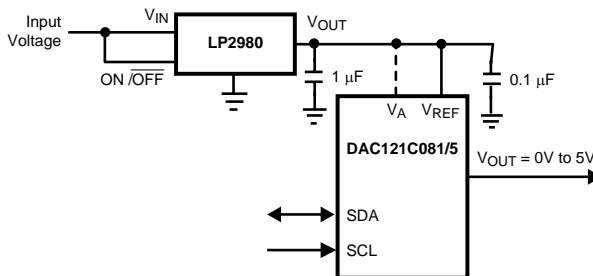 Input
Voltage
V_IN
LP2980
V_OUT
ON /OFF
1 µF
0.1 µF
V_A
V_REF
DAC121C081/5
V_OUT = 0V to 5V
SDA
SCL